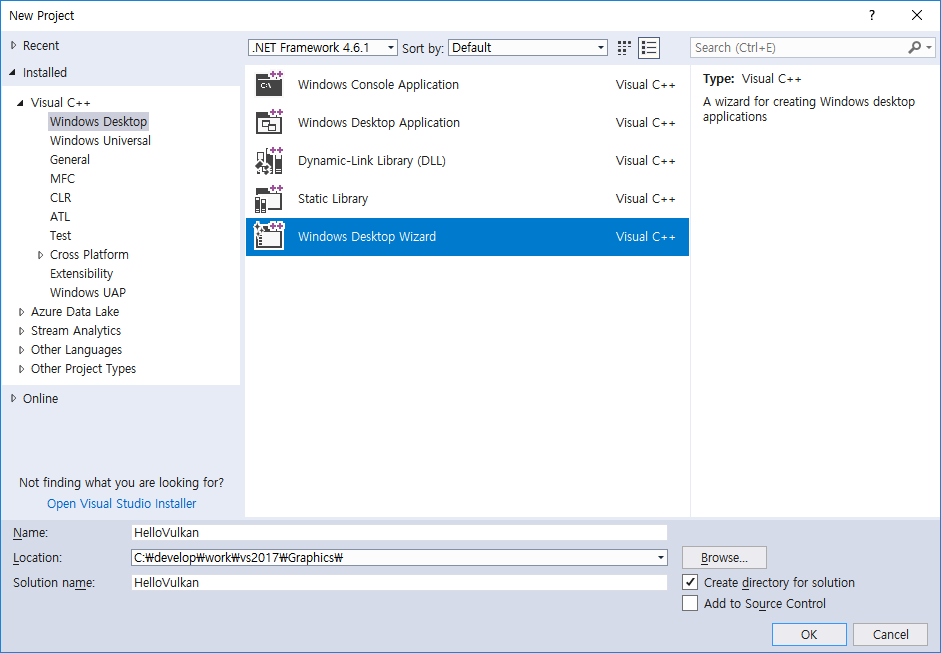 New Project
?
Recent
Installed
Visual C++
Windows Desktop
Windows Universal
General
MFC
CLR
ATL
Test
Cross Platform
Extensibility
Windows UAP
Azure Data Lake
Stream Analytics
Other Languages
Other Project Types
Online
Not finding what you are looking for?
Open Visual Studio Installer
.NET Framework 4.6.1 Sort by: Default
Search (Ctrl+E)
Windows Console Application Visual C++
Windows Desktop Application Visual C++
Dynamic-Link Library (DLL) Visual C++
Static Library Visual C++
Windows Desktop Wizard Visual C++
Type: Visual C++
A wizard for creating Windows desktop
applications
Name: HelloVulkan
Location: C:₩develop₩work₩vs2017₩Graphics₩ Browse...
Solution name: HelloVulkan
Create directory for solution
Add to Source Control
OK Cancel